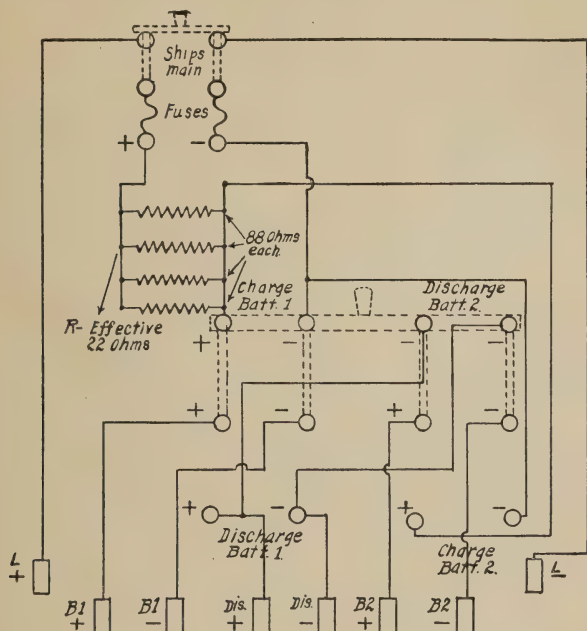 Ships
main
Fuses
+ -
88 Ohms
each.
Charge
Batt. 1
Discharge
Batt. 2.
R- Effective
22 Ohms
+ - - -
+ - + -
+ - + -
Discharge
Batt. 1.
Charge
Batt. 2.
L
+
B1
+
B1
-
Dis.
+
Dis.
-
B2
+
B2
-
L
-